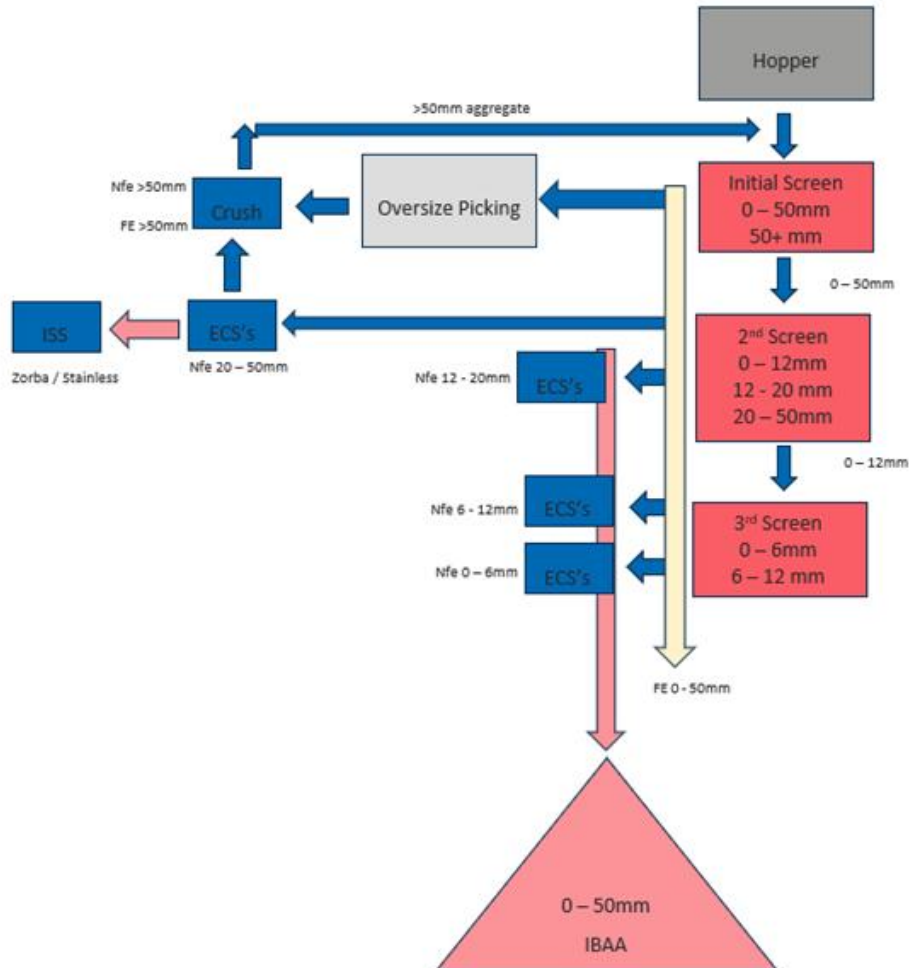 Hopper
>50mm aggregate
Initial Screen
0 – 50mm
50+ mm
Nfe >50mm
FE >50mm
Crush
Oversize Picking
0 – 50mm
2nd Screen
0 – 12mm
12 - 20 mm
20 – 50mm
ISS
Zorba / Stainless
ECS's
Nfe 20 – 50mm
Nfe 12 - 20mm
ECS's
0 – 12mm
3rd Screen
0 – 6mm
6 – 12 mm
Nfe 6 - 12mm
ECS's
Nfe 0 – 6mm
ECS's
FE 0 - 50mm
0 – 50mm
IBAA